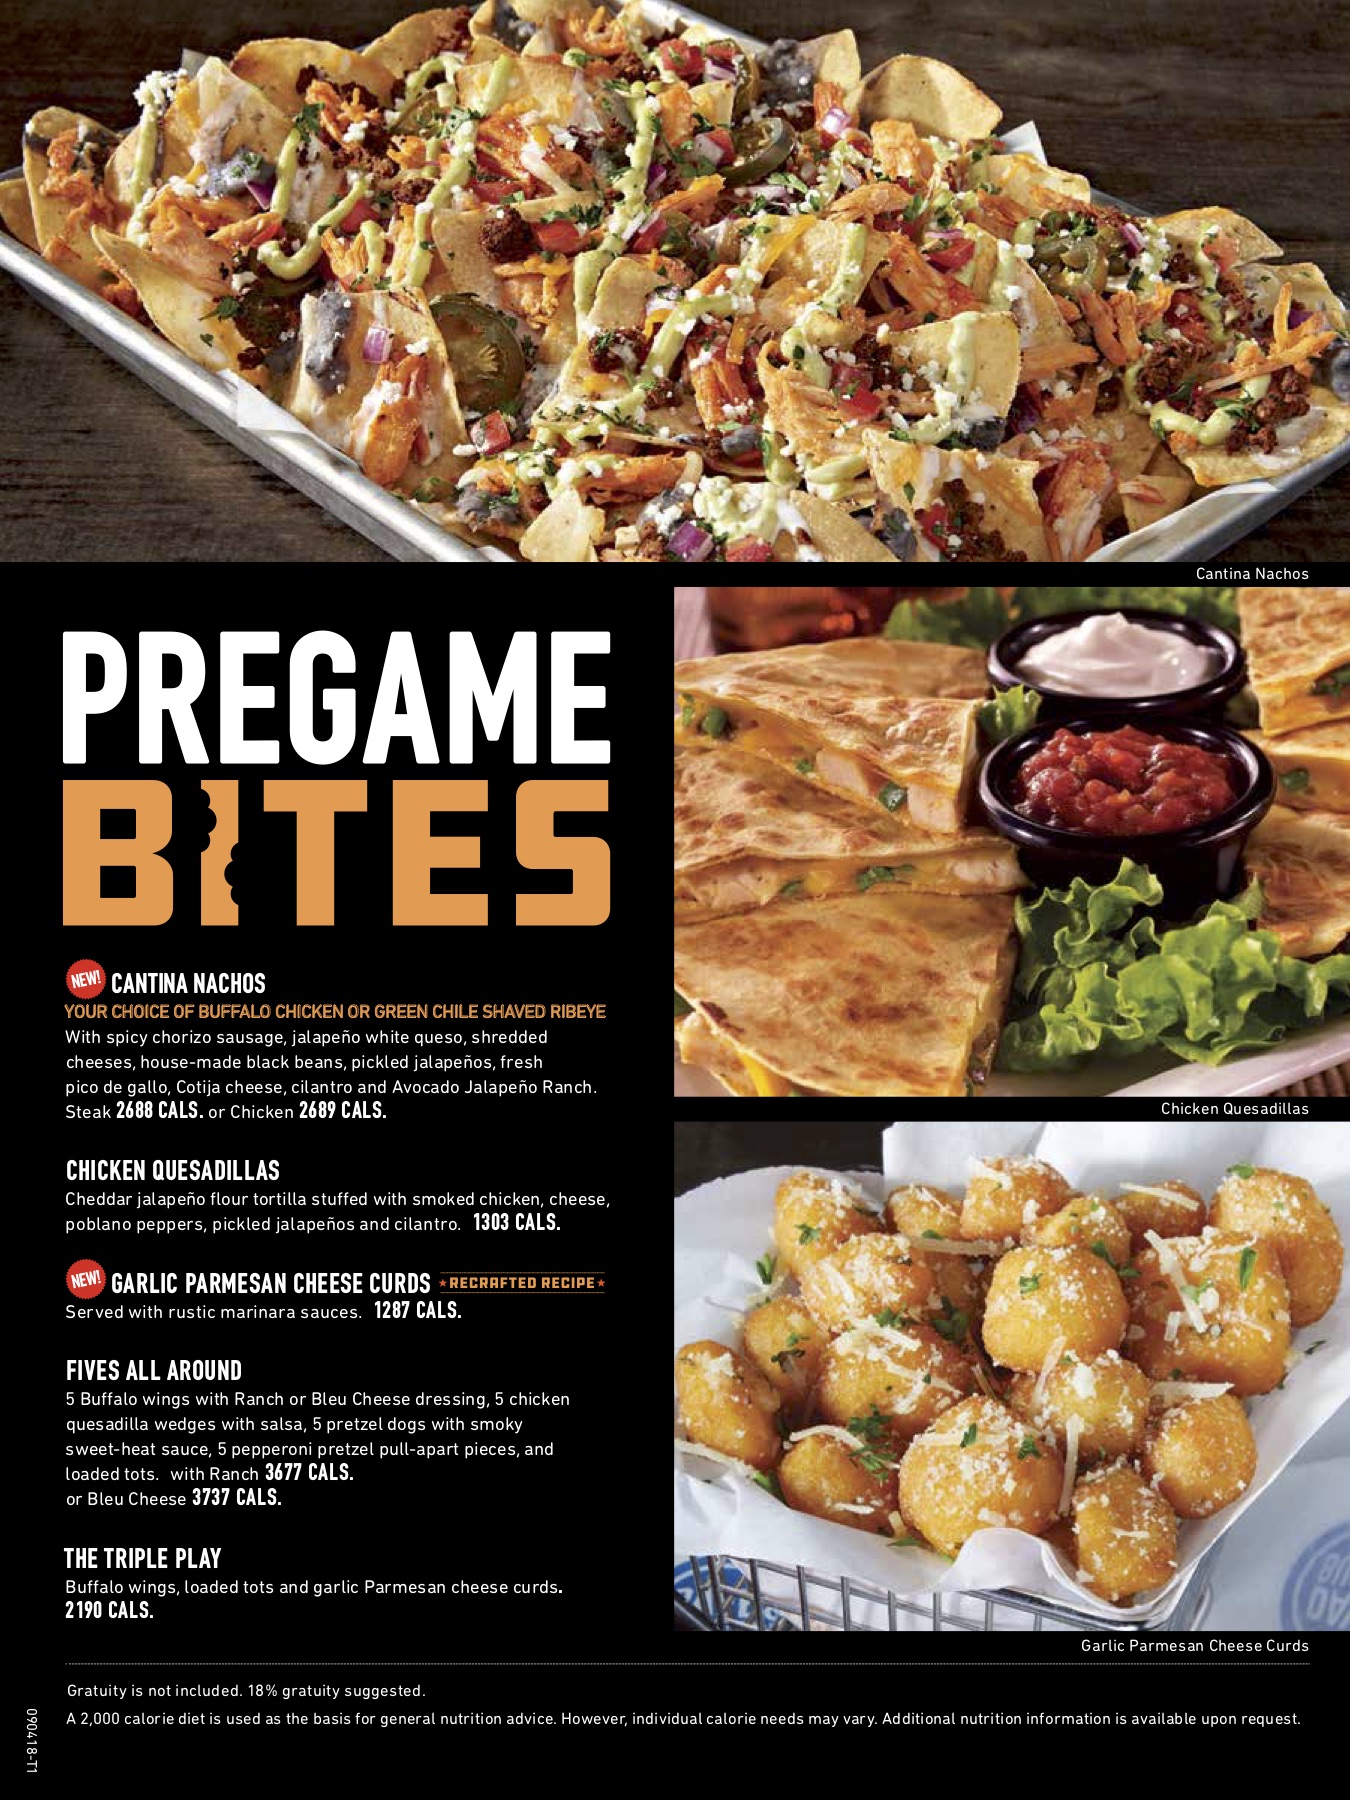 Cantina Nachos
PREGAME
BITES
NEW! CANTINA NACHOS
YOUR CHOICE OF BUFFALO CHICKEN OR GREEN CHILE SHAVED RIBEYE
With spicy chorizo sausage, jalapeño white queso, shredded
cheeses, house-made black beans, pickled jalapeños, fresh
pico de gallo, Cotija cheese, cilantro and Avocado Jalapeño Ranch.
Steak 2688 CALS. or Chicken 2689 CALS.
Chicken Quesadillas
CHICKEN QUESADILLAS
Cheddar jalapeño flour tortilla stuffed with smoked chicken, cheese,
poblano peppers, pickled jalapeños and cilantro. 1303 CALS.
NEW! GARLIC PARMESAN CHEESE CURDS ★RECRAFTED RECIPE★
Served with rustic marinara sauces. 1287 CALS.
FIVES ALL AROUND
5 Buffalo wings with Ranch or Bleu Cheese dressing, 5 chicken
quesadilla wedges with salsa, 5 pretzel dogs with smoky
sweet-heat sauce, 5 pepperoni pretzel pull-apart pieces, and
loaded tots. with Ranch 3677 CALS.
or Bleu Cheese 3737 CALS.
THE TRIPLE PLAY
Buffalo wings, loaded tots and garlic Parmesan cheese curds.
2190 CALS.
Garlic Parmesan Cheese Curds
Gratuity is not included. 18% gratuity suggested.
A 2,000 calorie diet is used as the basis for general nutrition advice. However, individual calorie needs may vary. Additional nutrition information is available upon request.
090418-T1